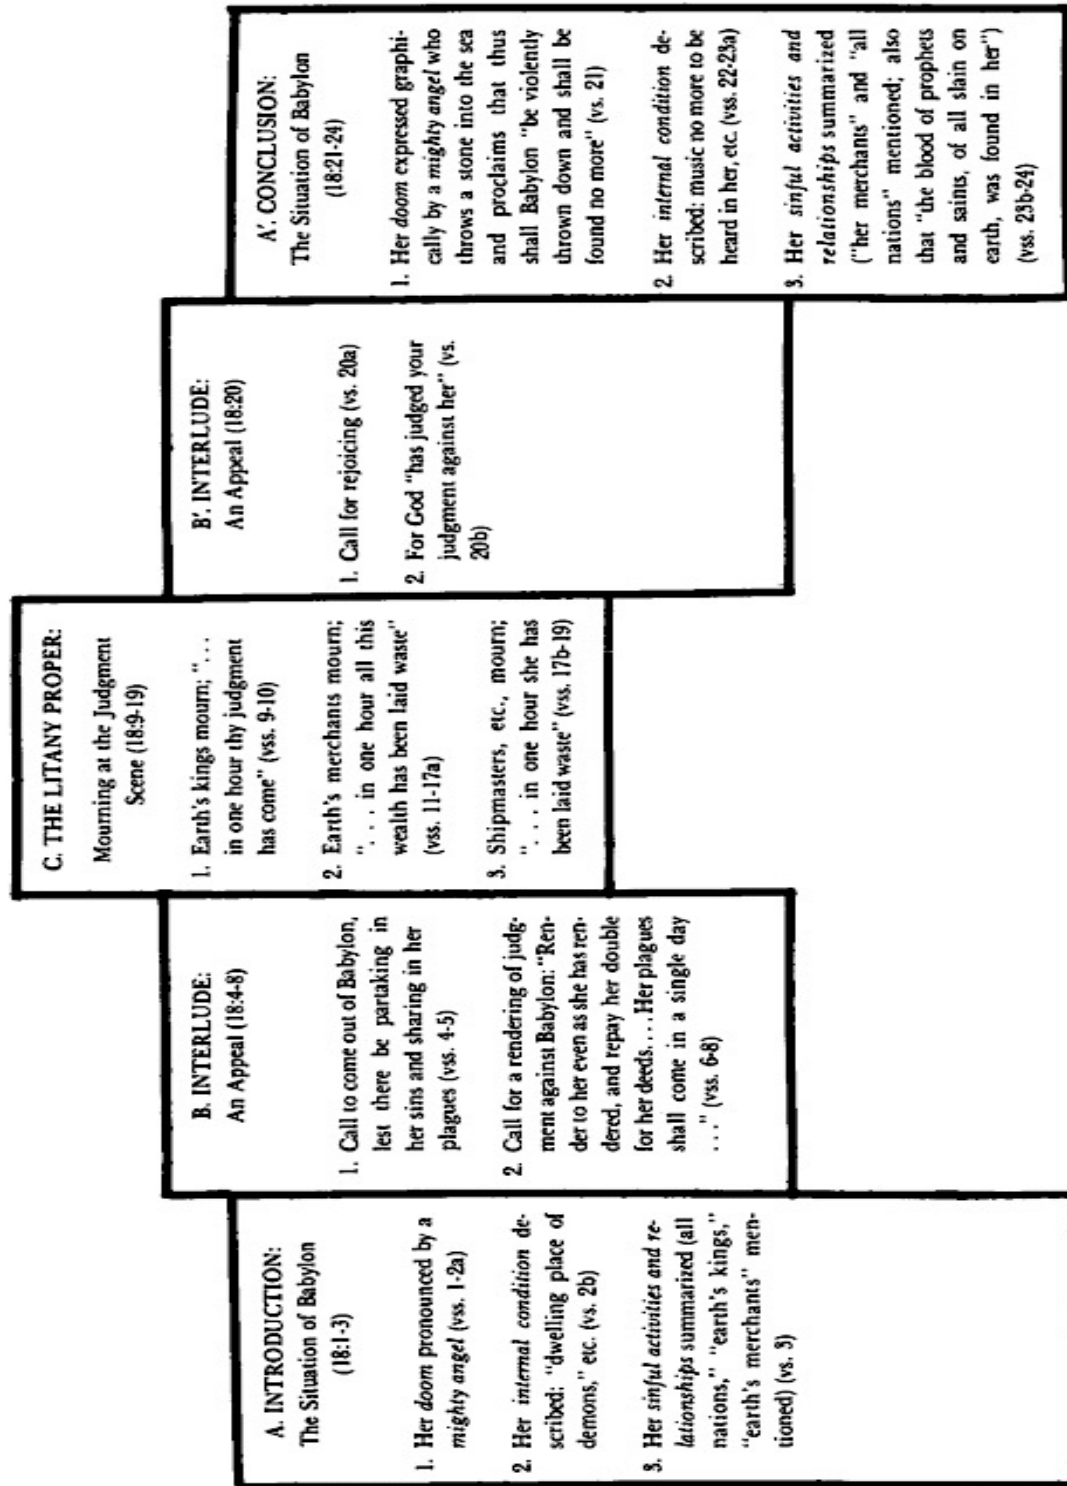 A. INTRODUCTION:
The Situation of Babylon
(18:1-3)
1. Her doom pronounced by a
mighty angel (vss. 1-2a)
2. Her internal condition de-
scribed: "dwelling place of
demons," etc. (vs. 2b)
3. Her sinful activities and re-
lationships summarized (all
nations," "earth's kings,"
"earth's merchants" men-
tioned) (vs. 3)
B. INTERLUDE:
An Appeal (18:4-8)
1. Call to come out of Babylon,
lest there be partaking in
her sins and sharing in her
plagues (vss. 4-5)
2. Call for a rendering of judg-
ment against Babylon: "Ren-
der to her even as she has ren-
dered, and repay her double
for her deeds. . . . Her plagues
shall come in a single day
. . ." (vss. 6-8)
C. THE LITANY PROPER:
Mourning at the Judgment
Scene (18:9-19)
1. Earth's kings mourn; ". . .
in one hour thy judgment
has come" (vss. 9-10)
2. Earth's merchants mourn;
". . . in one hour all this
wealth has been laid waste"
(vss. 11-17a)
3. Shipmasters, etc., mourn;
". . . in one hour she has
been laid waste" (vss. 17b-19)
B'. INTERLUDE:
An Appeal (18:20)
1. Call for rejoicing (vs. 20a)
2. For God "has judged your
judgment against her" (vs.
20b)
A'. CONCLUSION:
The Situation of Babylon
(18:21-24)
1. Her doom expressed graphi-
cally by a mighty angel who
throws a stone into the sea
and proclaims that thus
shall Babylon "be violently
thrown down and shall be
found no more" (vs. 21)
2. Her internal condition de-
scribed: music no more to be
heard in her, etc. (vss. 22-23a)
3. Her sinful activities and
relationships summarized
("her merchants" and "all
nations" mentioned; also
that "the blood of prophets
and saints, of all slain on
earth, was found in her")
(vss. 23b-24)